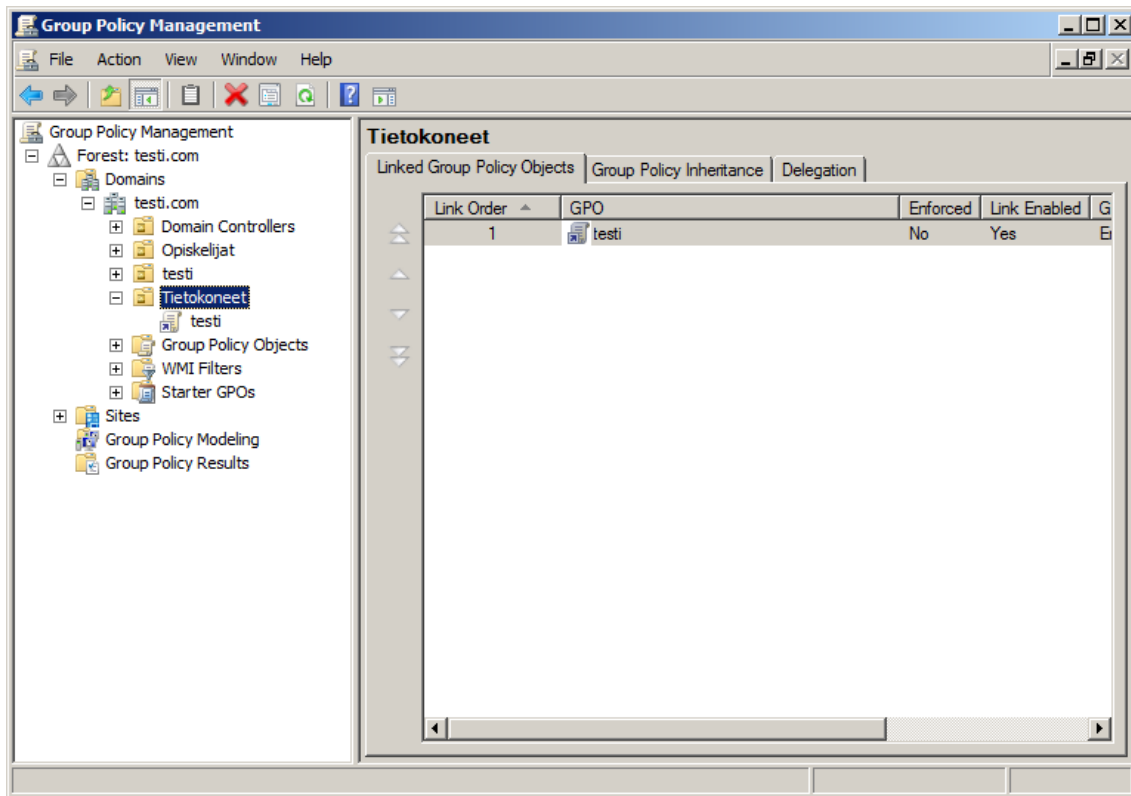 Group Policy Management
File Action View Window Help
Group Policy Management
Forest: testi.com
Domains
testi.com
Domain Controllers
Opiskelijat
testi
Tietokoneet
testi
Group Policy Objects
WMI Filters
Starter GPOs
Sites
Group Policy Modeling
Group Policy Results
Tietokoneet
Linked Group Policy Objects Group Policy Inheritance Delegation
Link Order GPO Enforced Link Enabled G
1 testi No Yes